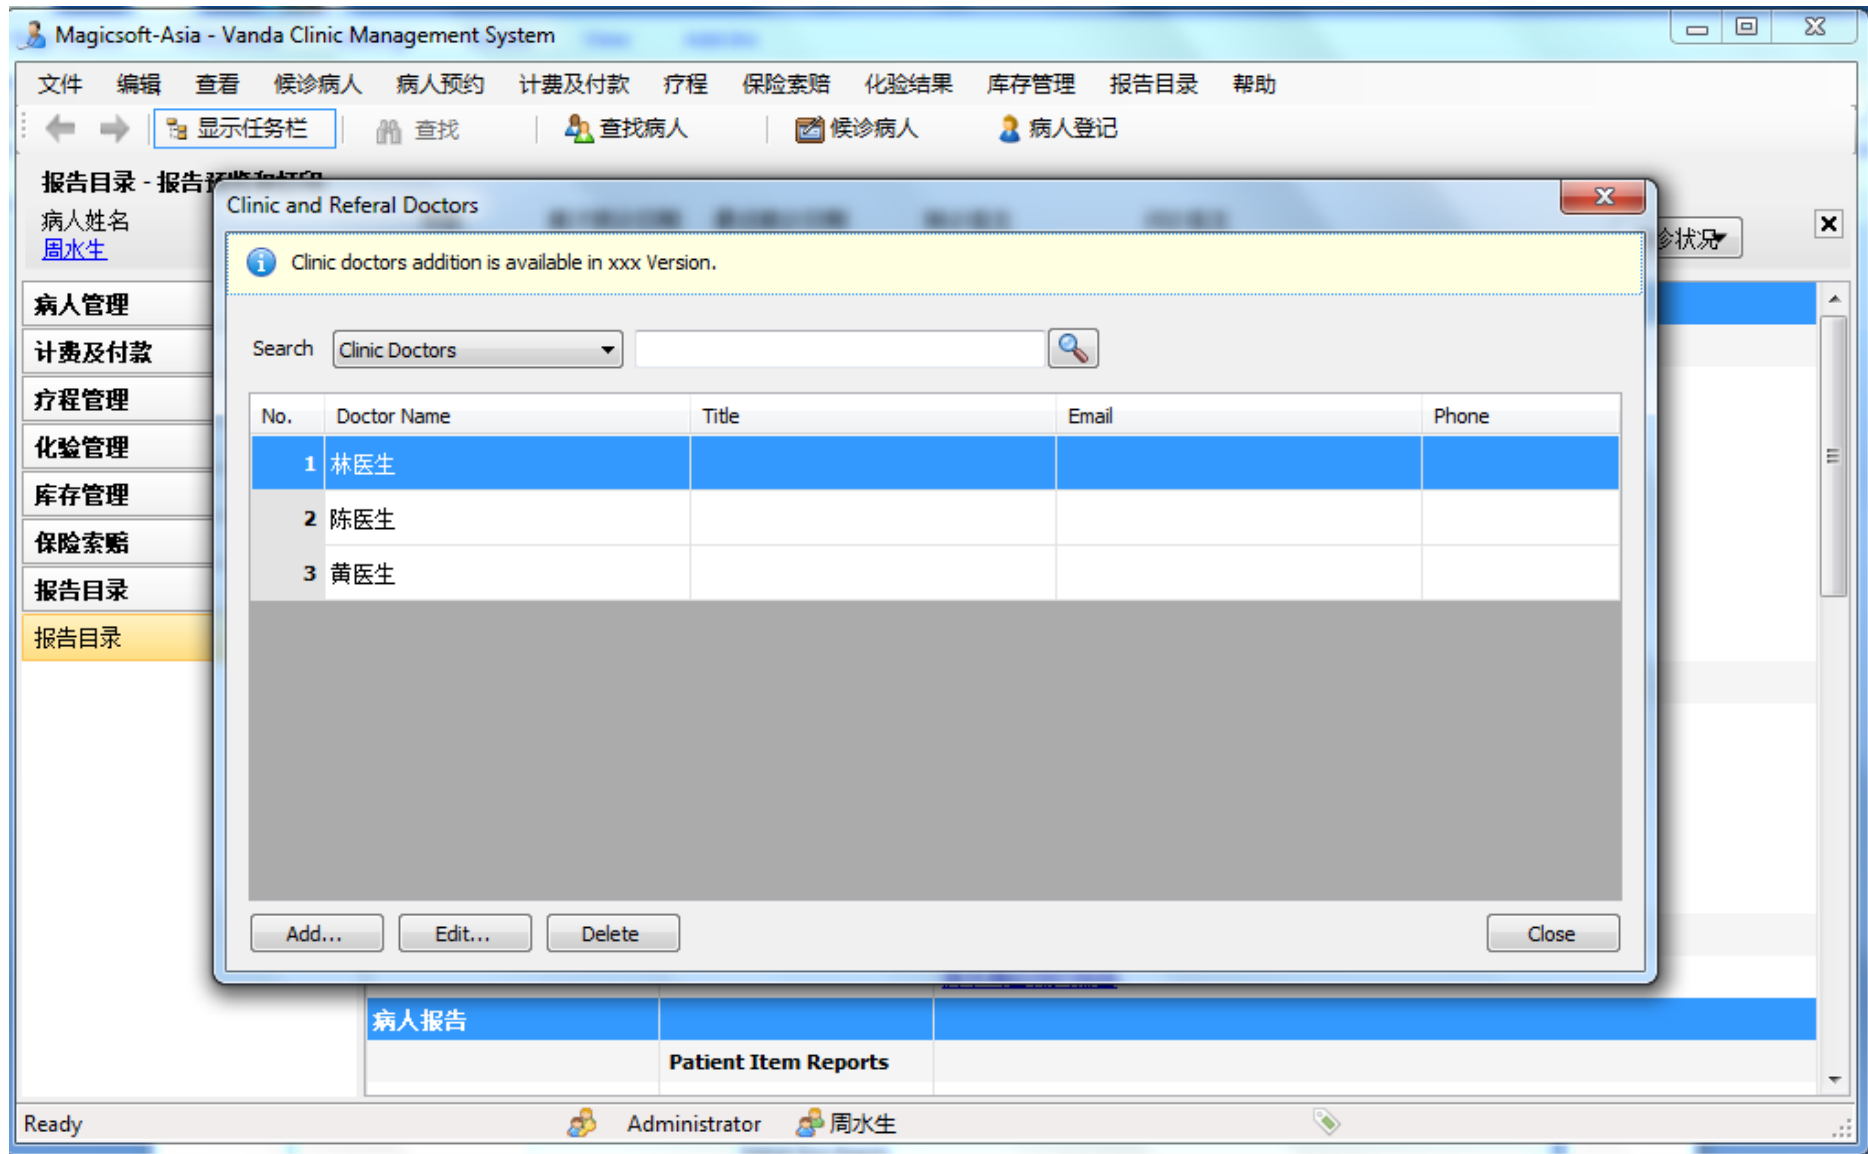 Magicsoft-Asia - Vanda Clinic Management System
文件 编辑 查看 候诊病人 病人预约 计费及付款 疗程 保险索赔 化验结果 库存管理 报告目录 帮助
显示任务栏 查找 查找病人 候诊病人 病人登记
报告目录 - 报告预览和打印
病人姓名
周水生
诊状况
Clinic and Referal Doctors
Clinic doctors addition is available in xxx Version.
病人管理
计费及付款
疗程管理
化验管理
库存管理
保险索赔
报告目录
报告目录
Search Clinic Doctors
No. Doctor Name Title Email Phone
1 林医生
2 陈医生
3 黄医生
Add... Edit... Delete Close
病人报告
Patient Item Reports
Ready Administrator 周水生